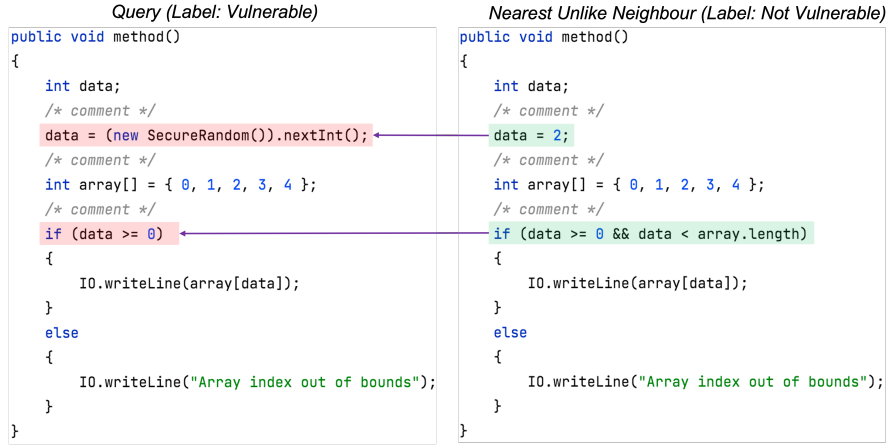 Query (Label: Vulnerable)
public void method()
{
    int data;
    /* comment */
    data = (new SecureRandom()).nextInt();
    /* comment */
    int array[] = { 0, 1, 2, 3, 4 };
    /* comment */
    if (data >= 0)
    {
        IO.writeLine(array[data]);
    }
    else
    {
        IO.writeLine("Array index out of bounds");
    }
}
Nearest Unlike Neighbour (Label: Not Vulnerable)
public void method()
{
    int data;
    /* comment */
    data = 2;
    /* comment */
    int array[] = { 0, 1, 2, 3, 4 };
    /* comment */
    if (data >= 0 && data < array.length)
    {
        IO.writeLine(array[data]);
    }
    else
    {
        IO.writeLine("Array index out of bounds");
    }
}